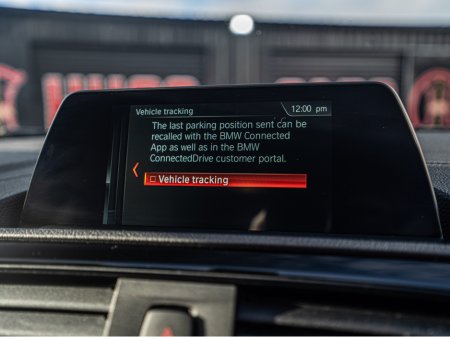 Vehicle tracking
12:00 pm
The last parking position sent can be
recalled with the BMW Connected
App as well as in the BMW
ConnectedDrive customer portal.
Vehicle tracking